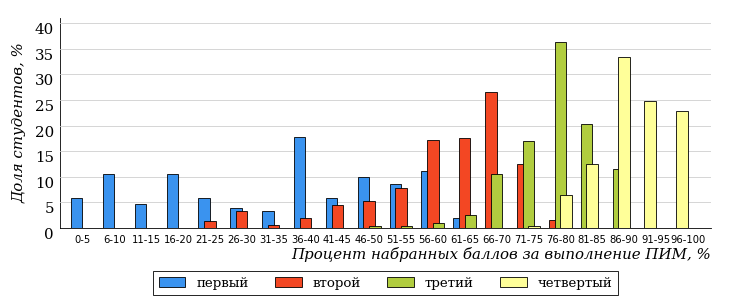 Доля студентов, %
40
35
30
25
20
15
10
5
0
0-5 6-10 11-15 16-20 21-25 26-30 31-35 36-40 41-45 46-50 51-55 56-60 61-65 66-70 71-75 76-80 81-85 86-90 91-95 96-100
Процент набранных баллов за выполнение ПИМ, %
первый второй третий четвертый